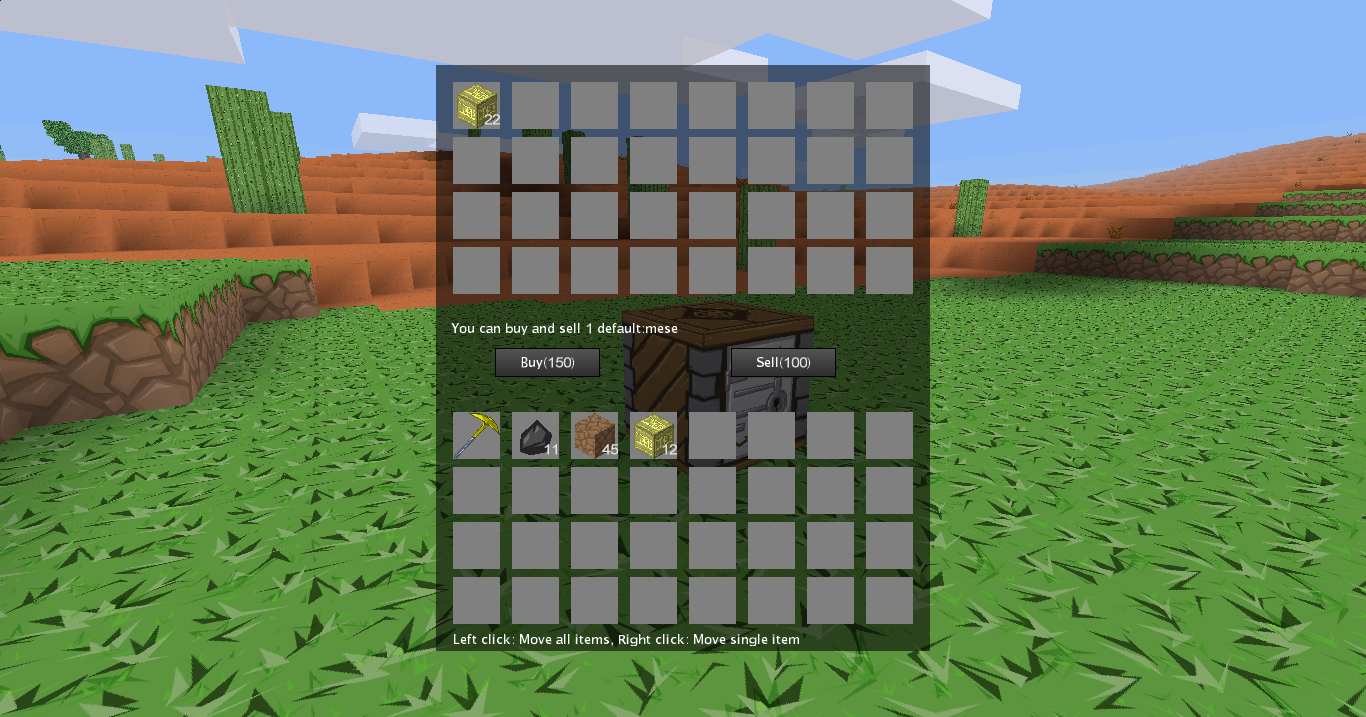 22
You can buy and sell 1 default:mese
Buy(150) Sell(100)
11 45 12
Left click: Move all items, Right click: Move single item